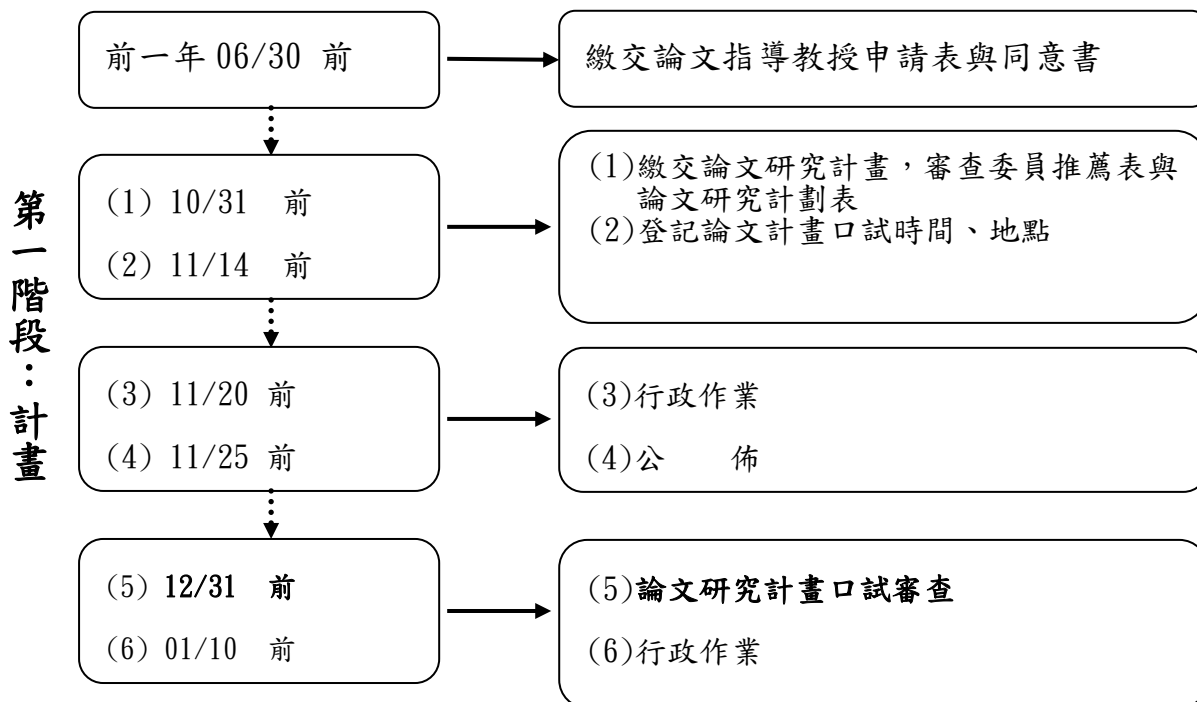 前一年 06/30 前
繳交論文指導教授申請表與同意書
第一階段：計畫
(1) 10/31 前
(2) 11/14 前
(1)繳交論文研究計畫，審查委員推薦表與
論文研究計劃表
(2)登記論文計畫口試時間、地點
(3) 11/20 前
(4) 11/25 前
(3)行政作業
(4)公　　佈
(5) 12/31 前
(6) 01/10 前
(5)論文研究計畫口試審查
(6)行政作業